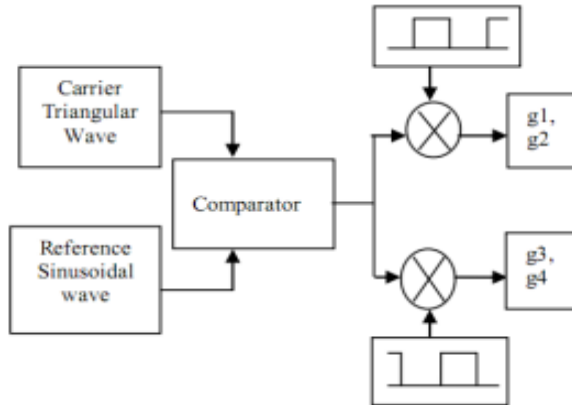 Carrier
Triangular
Wave
Comparator
Reference
Sinusoidal
wave
g1,
g2
g3,
g4